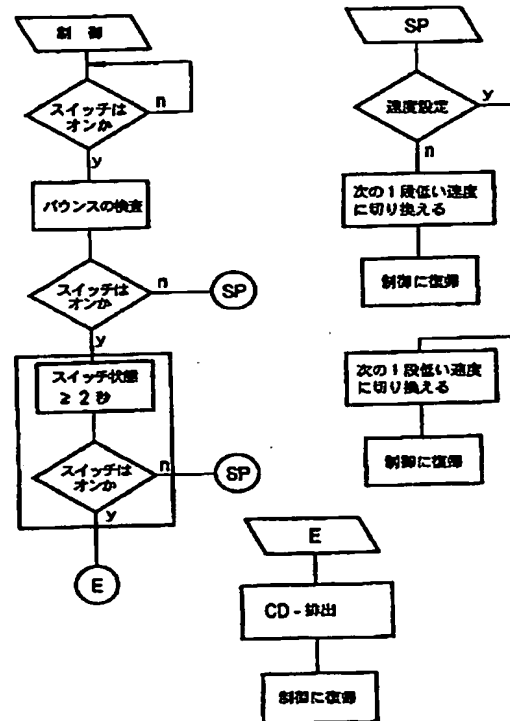 制御
スイッチは
オンか
n
y
バウンスの検査
スイッチは
オンか
n
SP
y
スイッチ状態
≥ 2 秒
スイッチは
オンか
n
SP
y
E
SP
速度設定
y
n
次の1段低い速度
に切り換える
制御に復帰
次の1段低い速度
に切り換える
制御に復帰
E
CD - 排出
制御に復帰